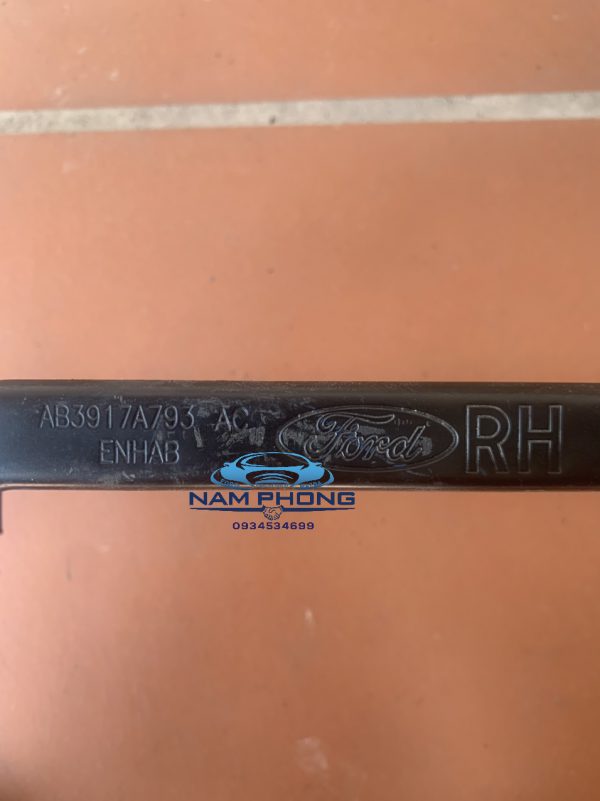 AB3917A793 AC
ENHAB
Ford
RH
NAM PHONG
0934534699